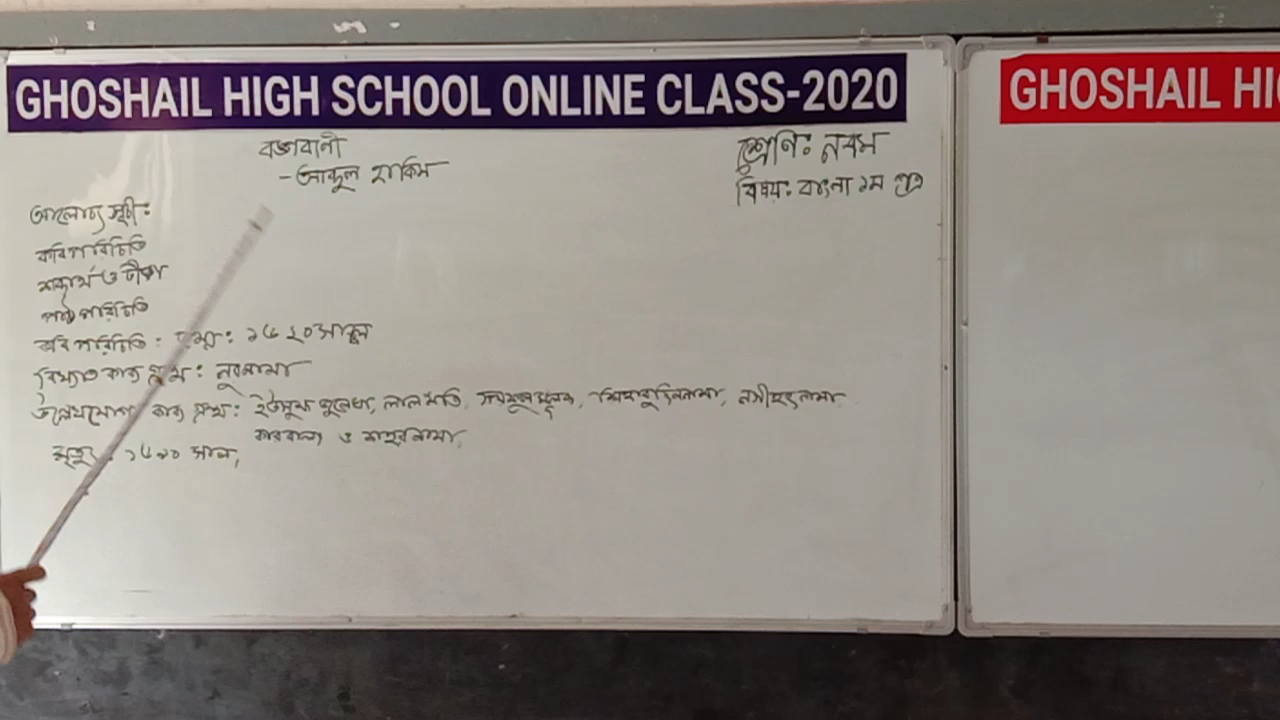 GHOSHAIL HIGH SCHOOL ONLINE CLASS-2020
GHOSHAIL HI
বঙ্গবাণী
-আব্দুল হাকিম
শ্রেণি: নবম
বিষয়: বাংলা ১ম পত্র
আলোচ্য সূচী:
কবি পরিচিতি
শব্দার্থ ও টীকা
পাঠ পরিচিতি
কবি পরিচিতি: জন্ম: ১৬২০ সালে
বিখ্যাত কাব্য গ্রন্থ: নূরনামা
উল্লেখযোগ্য কাব্য গ্রন্থ: ইউসুফ জুলেখা, লালমতি, সয়ফুলমুলুক, শিহাবুদ্দিননামা, নসীহৎনামা
কারবালা ও শহরনামা,
মৃত্যু: ১৬৯০ সালে,